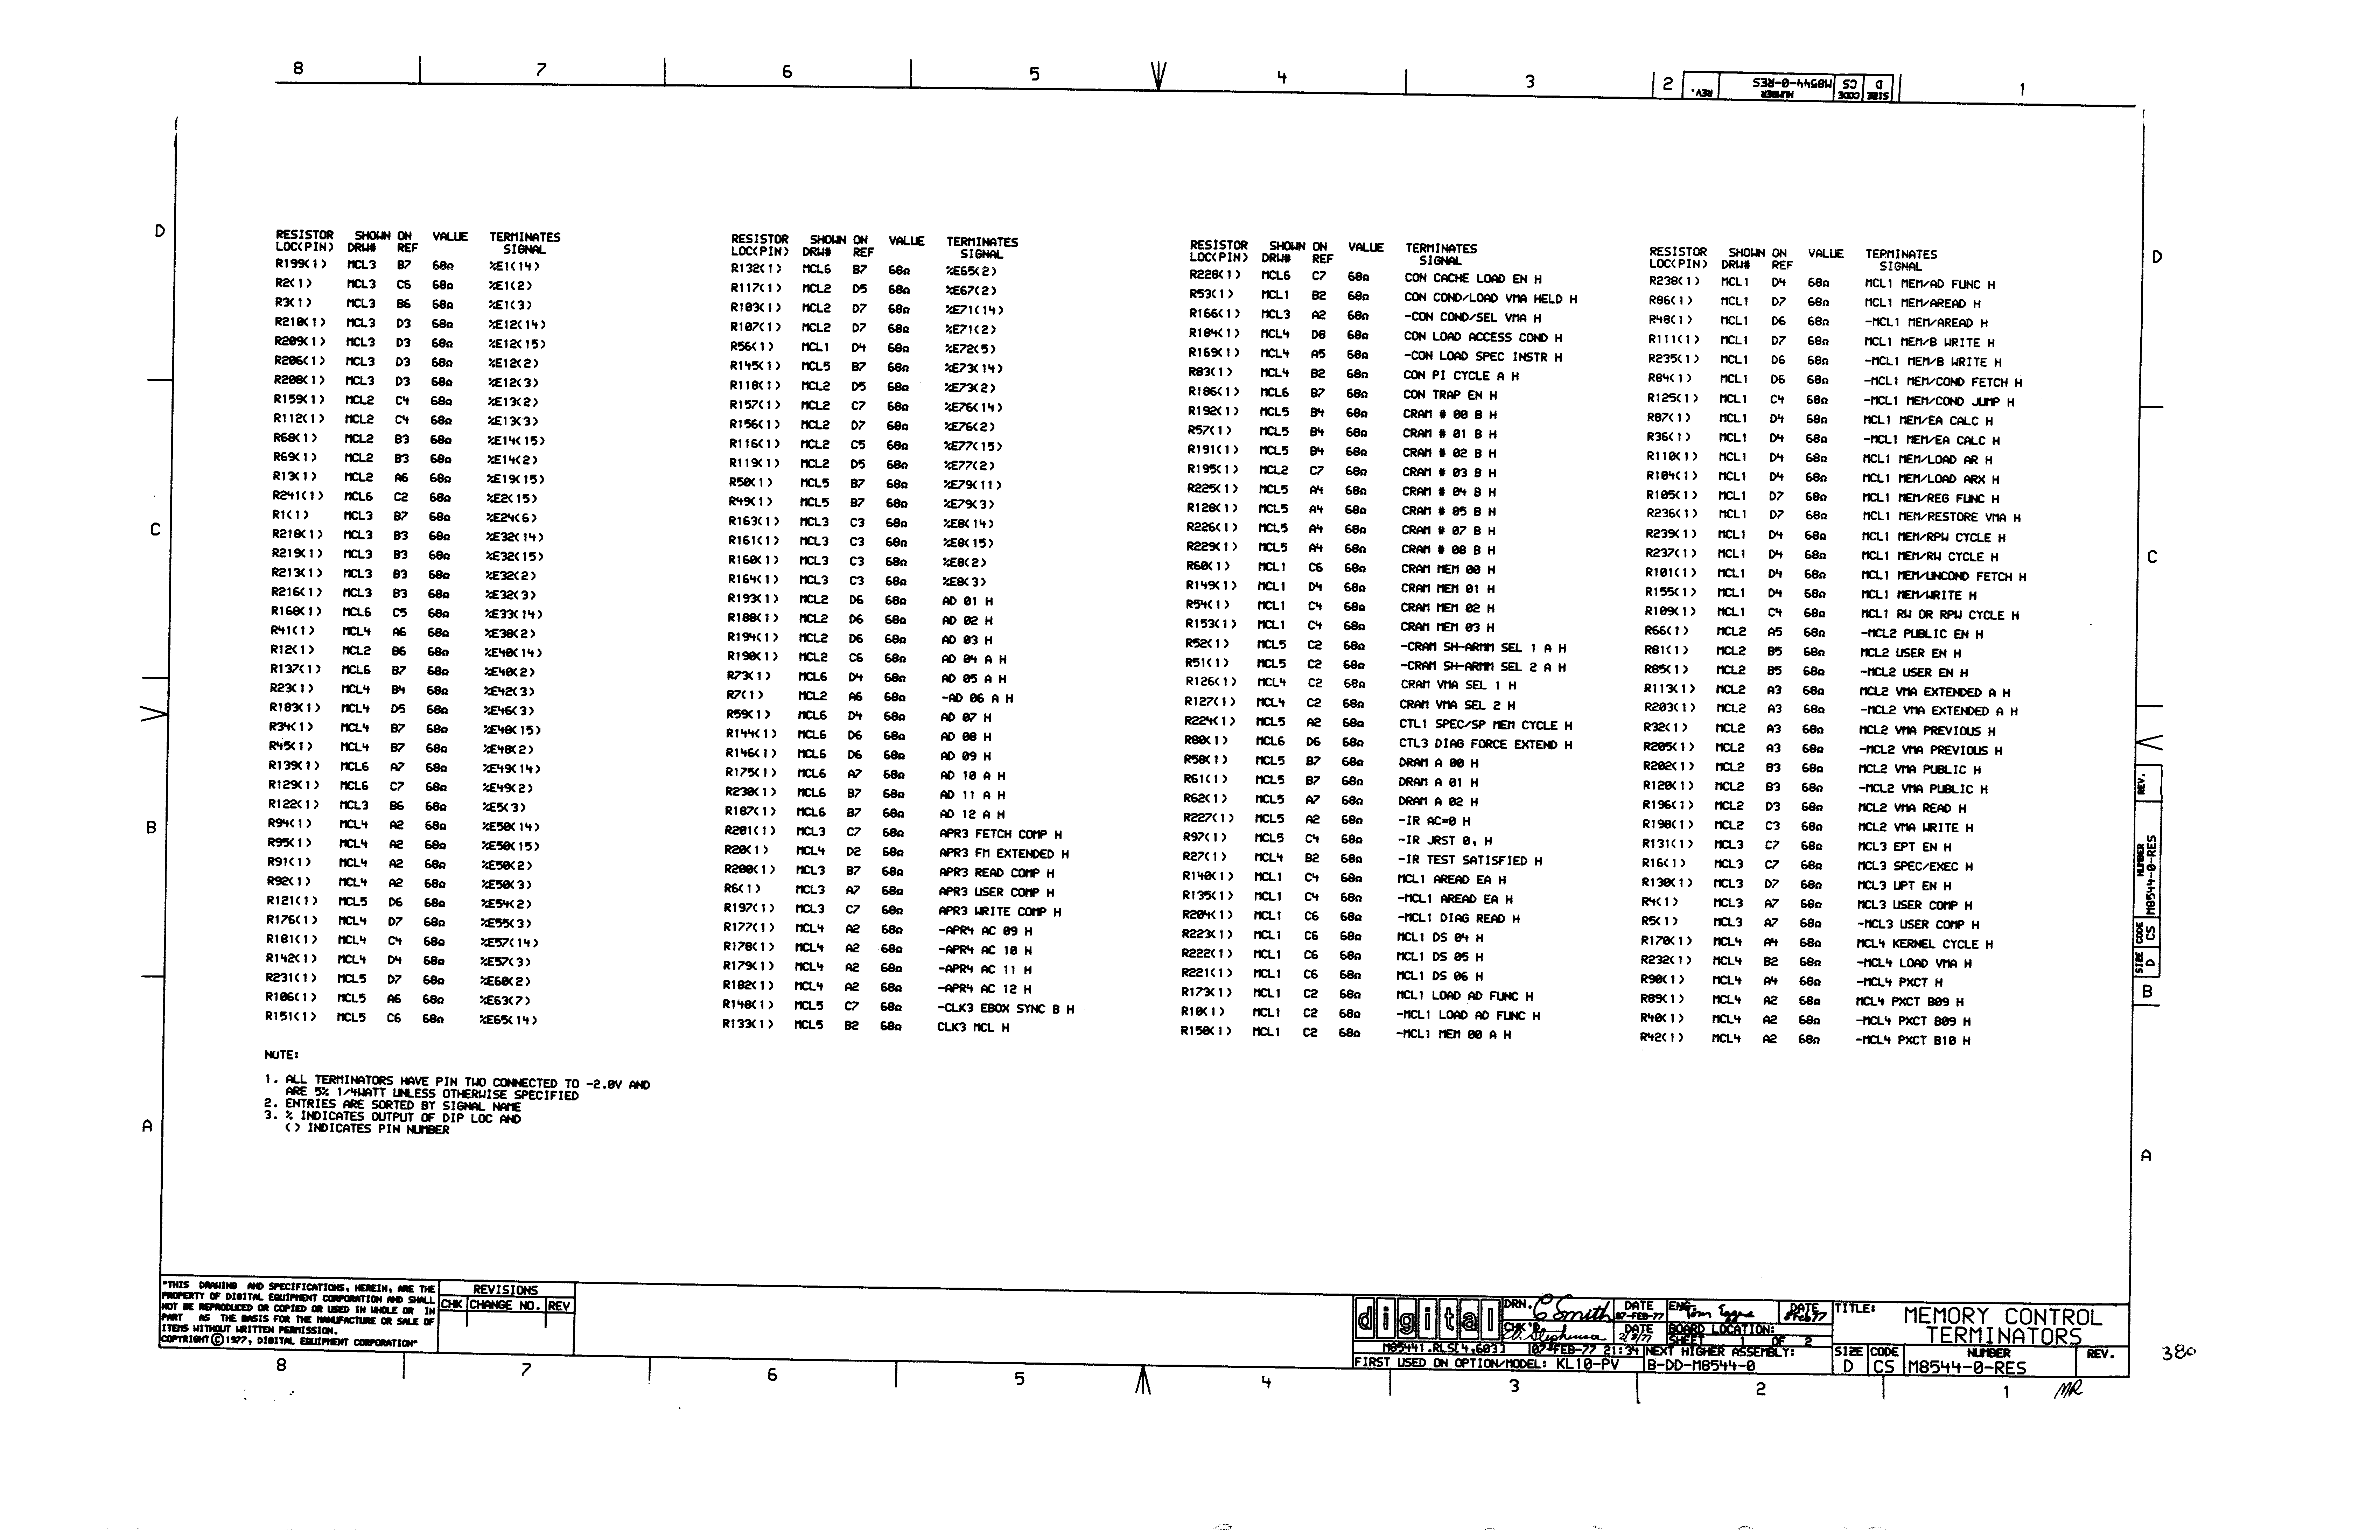 8 7 6 5 4 3 2 1
REV. NUMBER M8544-0-RES CODE CS SIZE D
D
C
B
A
RESISTOR SHOWN ON VALUE TERMINATES
LOC(PIN) DRW# REF SIGNAL
R199(1) MCL3 B7 68Ω %E1(14)
R2(1) MCL3 C6 68Ω %E1(2)
R3(1) MCL3 B6 68Ω %E1(3)
R210(1) MCL3 D3 68Ω %E12(14)
R209(1) MCL3 D3 68Ω %E12(15)
R206(1) MCL3 D3 68Ω %E12(2)
R208(1) MCL3 D3 68Ω %E12(3)
R159(1) MCL2 C4 68Ω %E13(2)
R112(1) MCL2 C4 68Ω %E13(3)
R68(1) MCL2 B3 68Ω %E14(15)
R69(1) MCL2 B3 68Ω %E14(2)
R13(1) MCL2 A6 68Ω %E19(15)
R241(1) MCL6 C2 68Ω %E2(15)
R1(1) MCL3 B7 68Ω %E24(6)
R218(1) MCL3 B3 68Ω %E32(14)
R219(1) MCL3 B3 68Ω %E32(15)
R213(1) MCL3 B3 68Ω %E32(2)
R216(1) MCL3 B3 68Ω %E32(3)
R168(1) MCL6 C5 68Ω %E33(14)
R41(1) MCL4 A6 68Ω %E38(2)
R12(1) MCL2 B6 68Ω %E40(14)
R137(1) MCL6 B7 68Ω %E40(2)
R23(1) MCL4 B4 68Ω %E42(3)
R183(1) MCL4 D5 68Ω %E46(3)
R34(1) MCL4 B7 68Ω %E48(15)
R45(1) MCL4 B7 68Ω %E48(2)
R139(1) MCL6 A7 68Ω %E49(14)
R129(1) MCL6 C7 68Ω %E49(2)
R122(1) MCL3 B6 68Ω %E5(3)
R94(1) MCL4 A2 68Ω %E50(14)
R95(1) MCL4 A2 68Ω %E50(15)
R91(1) MCL4 A2 68Ω %E50(2)
R92(1) MCL4 A2 68Ω %E50(3)
R121(1) MCL5 D6 68Ω %E54(2)
R176(1) MCL4 D7 68Ω %E55(3)
R181(1) MCL4 C4 68Ω %E57(14)
R142(1) MCL4 D4 68Ω %E57(3)
R231(1) MCL5 D7 68Ω %E60(2)
R106(1) MCL5 A6 68Ω %E63(7)
R151(1) MCL5 C6 68Ω %E65(14)
RESISTOR SHOWN ON VALUE TERMINATES
LOC(PIN) DRW# REF SIGNAL
R132(1) MCL6 B7 68Ω %E65(2)
R117(1) MCL2 D5 68Ω %E67(2)
R103(1) MCL2 D7 68Ω %E71(14)
R107(1) MCL2 D7 68Ω %E71(2)
R56(1) MCL1 D4 68Ω %E72(5)
R145(1) MCL5 B7 68Ω %E73(14)
R118(1) MCL2 D5 68Ω %E73(2)
R157(1) MCL2 C7 68Ω %E76(14)
R156(1) MCL2 D7 68Ω %E76(2)
R116(1) MCL2 C5 68Ω %E77(15)
R119(1) MCL2 D5 68Ω %E77(2)
R50(1) MCL5 B7 68Ω %E79(11)
R49(1) MCL5 B7 68Ω %E79(3)
R163(1) MCL3 C3 68Ω %E8(14)
R161(1) MCL3 C3 68Ω %E8(15)
R160(1) MCL3 C3 68Ω %E8(2)
R164(1) MCL3 C3 68Ω %E8(3)
R193(1) MCL2 D6 68Ω AD 01 H
R188(1) MCL2 D6 68Ω AD 02 H
R194(1) MCL2 D6 68Ω AD 03 H
R190(1) MCL2 C6 68Ω AD 04 A H
R73(1) MCL6 D4 68Ω AD 05 A H
R7(1) MCL2 A6 68Ω -AD 06 A H
R59(1) MCL6 D4 68Ω AD 07 H
R144(1) MCL6 D6 68Ω AD 08 H
R146(1) MCL6 D6 68Ω AD 09 H
R175(1) MCL6 A7 68Ω AD 10 A H
R230(1) MCL6 B7 68Ω AD 11 A H
R187(1) MCL6 B7 68Ω AD 12 A H
R201(1) MCL3 C7 68Ω APR3 FETCH COMP H
R20(1) MCL4 D2 68Ω APR3 FM EXTENDED H
R200(1) MCL3 B7 68Ω APR3 READ COMP H
R6(1) MCL3 A7 68Ω APR3 USER COMP H
R197(1) MCL3 C7 68Ω APR3 WRITE COMP H
R177(1) MCL4 A2 68Ω -APR4 AC 09 H
R178(1) MCL4 A2 68Ω -APR4 AC 10 H
R179(1) MCL4 A2 68Ω -APR4 AC 11 H
R182(1) MCL4 A2 68Ω -APR4 AC 12 H
R148(1) MCL5 C7 68Ω -CLK3 EBOX SYNC B H
R133(1) MCL5 B2 68Ω CLK3 MCL H
RESISTOR SHOWN ON VALUE TERMINATES
LOC(PIN) DRW# REF SIGNAL
R228(1) MCL6 C7 68Ω CON CACHE LOAD EN H
R53(1) MCL1 B2 68Ω CON COND/LOAD VMA HELD H
R166(1) MCL3 A2 68Ω -CON COND/SEL VMA H
R184(1) MCL4 D8 68Ω CON LOAD ACCESS COND H
R169(1) MCL4 A5 68Ω -CON LOAD SPEC INSTR H
R83(1) MCL4 B2 68Ω CON PI CYCLE A H
R186(1) MCL6 B7 68Ω CON TRAP EN H
R192(1) MCL5 B4 68Ω CRAM # 00 B H
R57(1) MCL5 B4 68Ω CRAM # 01 B H
R191(1) MCL5 B4 68Ω CRAM # 02 B H
R195(1) MCL2 C7 68Ω CRAM # 03 B H
R225(1) MCL5 A4 68Ω CRAM # 04 B H
R128(1) MCL5 A4 68Ω CRAM # 05 B H
R226(1) MCL5 A4 68Ω CRAM # 07 B H
R229(1) MCL5 A4 68Ω CRAM # 08 B H
R60(1) MCL1 C6 68Ω CRAM MEM 00 H
R149(1) MCL1 D4 68Ω CRAM MEM 01 H
R54(1) MCL1 C4 68Ω CRAM MEM 02 H
R153(1) MCL1 C4 68Ω CRAM MEM 03 H
R52(1) MCL5 C2 68Ω -CRAM SH-ARMM SEL 1 A H
R51(1) MCL5 C2 68Ω -CRAM SH-ARMM SEL 2 A H
R126(1) MCL4 C2 68Ω CRAM VMA SEL 1 H
R127(1) MCL4 C2 68Ω CRAM VMA SEL 2 H
R224(1) MCL5 A2 68Ω CTL1 SPEC/SP MEM CYCLE H
R80(1) MCL6 D6 68Ω CTL3 DIAG FORCE EXTEND H
R58(1) MCL5 B7 68Ω DRAM A 00 H
R61(1) MCL5 B7 68Ω DRAM A 01 H
R62(1) MCL5 A7 68Ω DRAM A 02 H
R227(1) MCL5 A2 68Ω -IR AC=0 H
R97(1) MCL5 C4 68Ω -IR JRST 0, H
R27(1) MCL4 B2 68Ω -IR TEST SATISFIED H
R140(1) MCL1 C4 68Ω MCL1 AREAD EA H
R135(1) MCL1 C4 68Ω -MCL1 AREAD EA H
R204(1) MCL1 C6 68Ω -MCL1 DIAG READ H
R223(1) MCL1 C6 68Ω MCL1 DS 04 H
R222(1) MCL1 C6 68Ω MCL1 DS 05 H
R221(1) MCL1 C6 68Ω MCL1 DS 06 H
R173(1) MCL1 C2 68Ω MCL1 LOAD AD FUNC H
R10(1) MCL1 C2 68Ω -MCL1 LOAD AD FUNC H
R150(1) MCL1 C2 68Ω -MCL1 MEM 00 A H
RESISTOR SHOWN ON VALUE TERMINATES
LOC(PIN) DRW# REF SIGNAL
R238(1) MCL1 D4 68Ω MCL1 MEM/AD FUNC H
R86(1) MCL1 D7 68Ω MCL1 MEM/AREAD H
R48(1) MCL1 D6 68Ω -MCL1 MEM/AREAD H
R111(1) MCL1 D7 68Ω MCL1 MEM/B WRITE H
R235(1) MCL1 D6 68Ω -MCL1 MEM/B WRITE H
R84(1) MCL1 D6 68Ω -MCL1 MEM/COND FETCH H
R125(1) MCL1 C4 68Ω -MCL1 MEM/COND JUMP H
R87(1) MCL1 D4 68Ω MCL1 MEM/EA CALC H
R36(1) MCL1 D4 68Ω -MCL1 MEM/EA CALC H
R110(1) MCL1 D4 68Ω MCL1 MEM/LOAD AR H
R104(1) MCL1 D4 68Ω MCL1 MEM/LOAD ARX H
R105(1) MCL1 D7 68Ω MCL1 MEM/REG FUNC H
R236(1) MCL1 D7 68Ω MCL1 MEM/RESTORE VMA H
R239(1) MCL1 D4 68Ω MCL1 MEM/RPW CYCLE H
R237(1) MCL1 D4 68Ω MCL1 MEM/RW CYCLE H
R101(1) MCL1 D4 68Ω MCL1 MEM/UNCOND FETCH H
R155(1) MCL1 D4 68Ω MCL1 MEM/WRITE H
R109(1) MCL1 C4 68Ω MCL1 RW OR RPW CYCLE H
R66(1) MCL2 A5 68Ω -MCL2 PUBLIC EN H
R81(1) MCL2 B5 68Ω MCL2 USER EN H
R85(1) MCL2 B5 68Ω -MCL2 USER EN H
R113(1) MCL2 A3 68Ω MCL2 VMA EXTENDED A H
R203(1) MCL2 A3 68Ω -MCL2 VMA EXTENDED A H
R32(1) MCL2 A3 68Ω MCL2 VMA PREVIOUS H
R205(1) MCL2 A3 68Ω -MCL2 VMA PREVIOUS H
R202(1) MCL2 B3 68Ω MCL2 VMA PUBLIC H
R120(1) MCL2 B3 68Ω -MCL2 VMA PUBLIC H
R196(1) MCL2 D3 68Ω MCL2 VMA READ H
R198(1) MCL2 C3 68Ω MCL2 VMA WRITE H
R131(1) MCL3 C7 68Ω MCL3 EPT EN H
R16(1) MCL3 C7 68Ω MCL3 SPEC/EXEC H
R130(1) MCL3 D7 68Ω MCL3 UPT EN H
R4(1) MCL3 A7 68Ω MCL3 USER COMP H
R5(1) MCL3 A7 68Ω -MCL3 USER COMP H
R170(1) MCL4 A4 68Ω MCL4 KERNEL CYCLE H
R232(1) MCL4 B2 68Ω -MCL4 LOAD VMA H
R90(1) MCL4 A4 68Ω -MCL4 PXCT H
R89(1) MCL4 A2 68Ω MCL4 PXCT B09 H
R40(1) MCL4 A2 68Ω -MCL4 PXCT B09 H
R42(1) MCL4 A2 68Ω -MCL4 PXCT B10 H
NOTE:
1. ALL TERMINATORS HAVE PIN TWO CONNECTED TO -2.0V AND
ARE 5% 1/4WATT UNLESS OTHERWISE SPECIFIED
2. ENTRIES ARE SORTED BY SIGNAL NAME
3. % INDICATES OUTPUT OF DIP LOC AND
() INDICATES PIN NUMBER
D
C
REV.
NUMBER M8544-0-RES
CODE CS
SIZE D
B
A
"THIS DRAWING AND SPECIFICATIONS, HEREIN, ARE THE
PROPERTY OF DIGITAL EQUIPMENT CORPORATION AND SHALL
NOT BE REPRODUCED OR COPIED OR USED IN WHOLE OR IN
PART AS THE BASIS FOR THE MANUFACTURE OR SALE OF
ITEMS WITHOUT WRITTEN PERMISSION.
COPYRIGHT © 1977, DIGITAL EQUIPMENT CORPORATION"
REVISIONS
CHK CHANGE NO. REV
digital
DRN. C Smith DATE 07-FEB-77
CHK'D DATE 2/8/77
ENG. Tom Eggers DATE 8Feb77
BOARD LOCATION:
SHEET 1 OF 2
M85441.RLS[4,603] 07-FEB-77 21:34
NEXT HIGHER ASSEMBLY:
FIRST USED ON OPTION/MODEL: KL10-PV B-DD-M8544-0
TITLE: MEMORY CONTROL
TERMINATORS
SIZE D CODE CS NUMBER M8544-0-RES REV.
380
8 7 6 5 4 3 2 1
MR